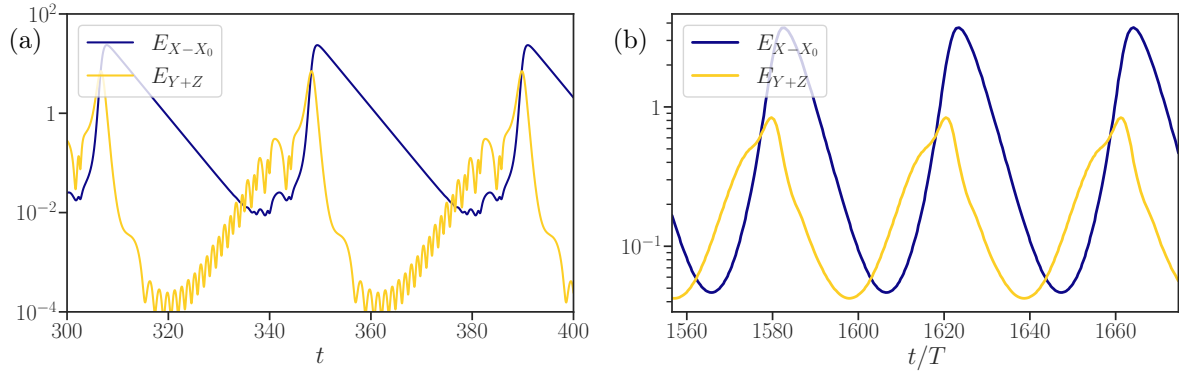 (a)
10^2
1
10^{-2}
10^{-4}
E_{X-X_0}
E_{Y+Z}
300 320 340 360 380 400
t
(b)
1
10^{-1}
E_{X-X_0}
E_{Y+Z}
1560 1580 1600 1620 1640 1660
t/T